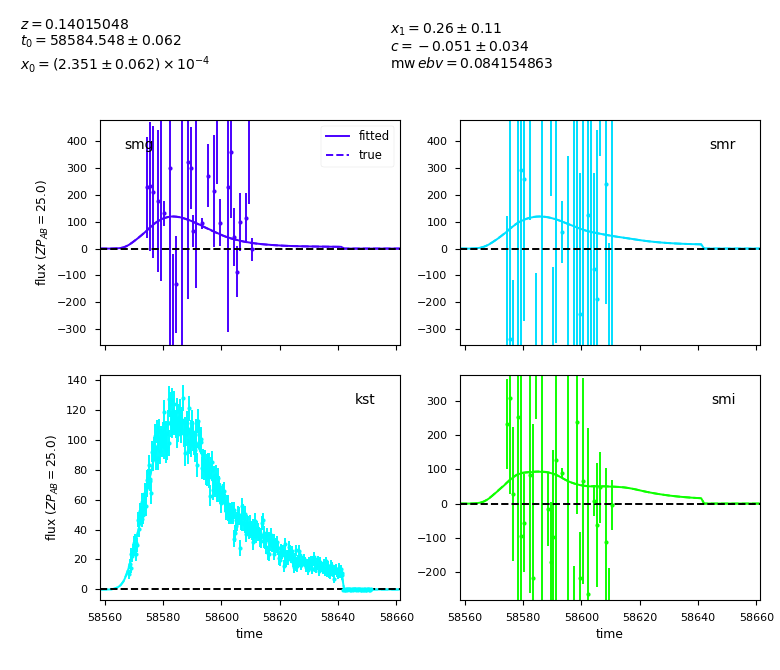 z = 0.14015048
t0 = 58584.548 ± 0.062
x0 = (2.351 ± 0.062) × 10^−4
x1 = 0.26 ± 0.11
c = −0.051 ± 0.034
mw ebv = 0.084154863
smg
fitted
true
400
300
200
100
0
−100
−200
−300
flux (ZP_AB = 25.0)
smr
400
300
200
100
0
−100
−200
−300
kst
140
120
100
80
60
40
20
0
flux (ZP_AB = 25.0)
58560 58580 58600 58620 58640 58660
time
smi
300
200
100
0
−100
−200
58560 58580 58600 58620 58640 58660
time